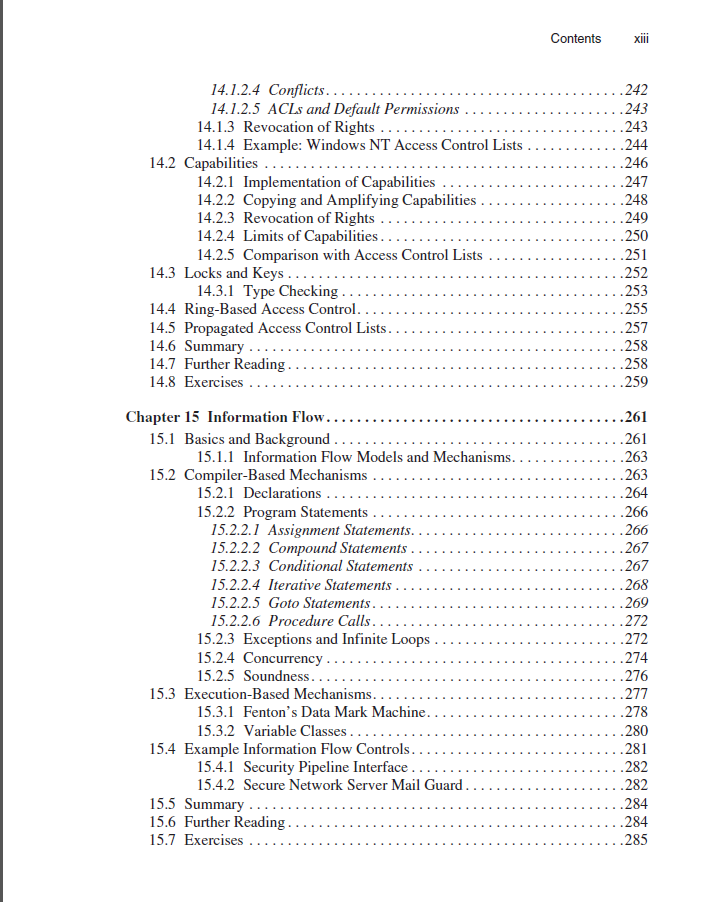 Contents xiii
14.1.2.4 Conflicts. . . . . . . . . . . . . . . . . . . . . . . . . . . . . . . . . . . . . . .242
14.1.2.5 ACLs and Default Permissions . . . . . . . . . . . . . . . . . . . . .243
14.1.3 Revocation of Rights . . . . . . . . . . . . . . . . . . . . . . . . . . . . . . . .243
14.1.4 Example: Windows NT Access Control Lists . . . . . . . . . . . . .244
14.2 Capabilities . . . . . . . . . . . . . . . . . . . . . . . . . . . . . . . . . . . . . . . . . . . . . . .246
14.2.1 Implementation of Capabilities . . . . . . . . . . . . . . . . . . . . . . . .247
14.2.2 Copying and Amplifying Capabilities . . . . . . . . . . . . . . . . . . .248
14.2.3 Revocation of Rights . . . . . . . . . . . . . . . . . . . . . . . . . . . . . . . .249
14.2.4 Limits of Capabilities. . . . . . . . . . . . . . . . . . . . . . . . . . . . . . . .250
14.2.5 Comparison with Access Control Lists . . . . . . . . . . . . . . . . . .251
14.3 Locks and Keys . . . . . . . . . . . . . . . . . . . . . . . . . . . . . . . . . . . . . . . . . . . .252
14.3.1 Type Checking . . . . . . . . . . . . . . . . . . . . . . . . . . . . . . . . . . . . .253
14.4 Ring-Based Access Control. . . . . . . . . . . . . . . . . . . . . . . . . . . . . . . . . . .255
14.5 Propagated Access Control Lists. . . . . . . . . . . . . . . . . . . . . . . . . . . . . . .257
14.6 Summary . . . . . . . . . . . . . . . . . . . . . . . . . . . . . . . . . . . . . . . . . . . . . . . . .258
14.7 Further Reading . . . . . . . . . . . . . . . . . . . . . . . . . . . . . . . . . . . . . . . . . . . .258
14.8 Exercises . . . . . . . . . . . . . . . . . . . . . . . . . . . . . . . . . . . . . . . . . . . . . . . . .259
Chapter 15 Information Flow. . . . . . . . . . . . . . . . . . . . . . . . . . . . . . . . . . . . . . .261
15.1 Basics and Background . . . . . . . . . . . . . . . . . . . . . . . . . . . . . . . . . . . . . .261
15.1.1 Information Flow Models and Mechanisms. . . . . . . . . . . . . . .263
15.2 Compiler-Based Mechanisms . . . . . . . . . . . . . . . . . . . . . . . . . . . . . . . . .263
15.2.1 Declarations . . . . . . . . . . . . . . . . . . . . . . . . . . . . . . . . . . . . . . .264
15.2.2 Program Statements . . . . . . . . . . . . . . . . . . . . . . . . . . . . . . . . .266
15.2.2.1 Assignment Statements. . . . . . . . . . . . . . . . . . . . . . . . . . . .266
15.2.2.2 Compound Statements . . . . . . . . . . . . . . . . . . . . . . . . . . . .267
15.2.2.3 Conditional Statements . . . . . . . . . . . . . . . . . . . . . . . . . . .267
15.2.2.4 Iterative Statements . . . . . . . . . . . . . . . . . . . . . . . . . . . . . .268
15.2.2.5 Goto Statements. . . . . . . . . . . . . . . . . . . . . . . . . . . . . . . . .269
15.2.2.6 Procedure Calls. . . . . . . . . . . . . . . . . . . . . . . . . . . . . . . . .272
15.2.3 Exceptions and Infinite Loops . . . . . . . . . . . . . . . . . . . . . . . . .272
15.2.4 Concurrency . . . . . . . . . . . . . . . . . . . . . . . . . . . . . . . . . . . . . . .274
15.2.5 Soundness. . . . . . . . . . . . . . . . . . . . . . . . . . . . . . . . . . . . . . . . .276
15.3 Execution-Based Mechanisms. . . . . . . . . . . . . . . . . . . . . . . . . . . . . . . . .277
15.3.1 Fenton’s Data Mark Machine. . . . . . . . . . . . . . . . . . . . . . . . . .278
15.3.2 Variable Classes . . . . . . . . . . . . . . . . . . . . . . . . . . . . . . . . . . . .280
15.4 Example Information Flow Controls. . . . . . . . . . . . . . . . . . . . . . . . . . . .281
15.4.1 Security Pipeline Interface . . . . . . . . . . . . . . . . . . . . . . . . . . . .282
15.4.2 Secure Network Server Mail Guard . . . . . . . . . . . . . . . . . . . . .282
15.5 Summary . . . . . . . . . . . . . . . . . . . . . . . . . . . . . . . . . . . . . . . . . . . . . . . . .284
15.6 Further Reading . . . . . . . . . . . . . . . . . . . . . . . . . . . . . . . . . . . . . . . . . . . .284
15.7 Exercises . . . . . . . . . . . . . . . . . . . . . . . . . . . . . . . . . . . . . . . . . . . . . . . . .285